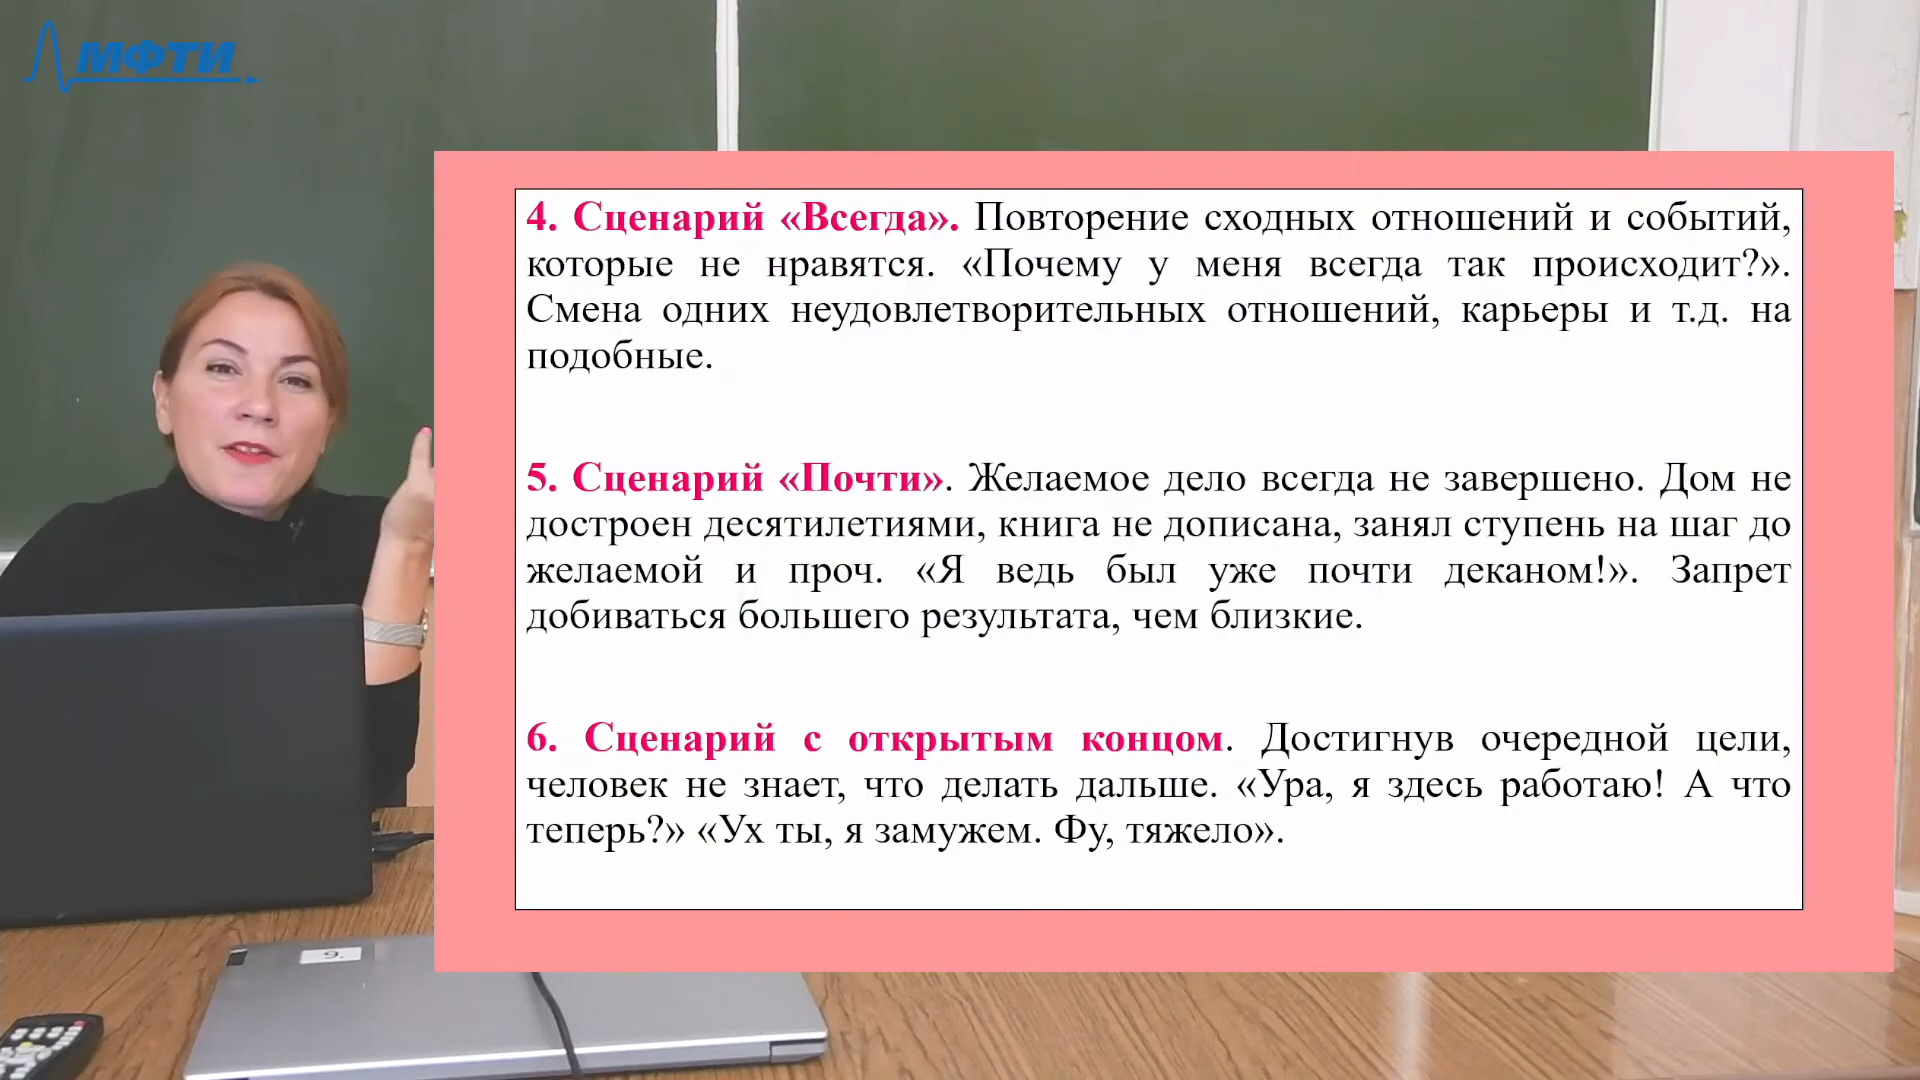 МФТИ
4. Сценарий «Всегда». Повторение сходных отношений и событий,
которые не нравятся. «Почему у меня всегда так происходит?».
Смена одних неудовлетворительных отношений, карьеры и т.д. на
подобные.
5. Сценарий «Почти». Желаемое дело всегда не завершено. Дом не
достроен десятилетиями, книга не дописана, занял ступень на шаг до
желаемой и проч. «Я ведь был уже почти деканом!». Запрет
добиваться большего результата, чем близкие.
6. Сценарий с открытым концом. Достигнув очередной цели,
человек не знает, что делать дальше. «Ура, я здесь работаю! А что
теперь?» «Ух ты, я замужем. Фу, тяжело».
9.